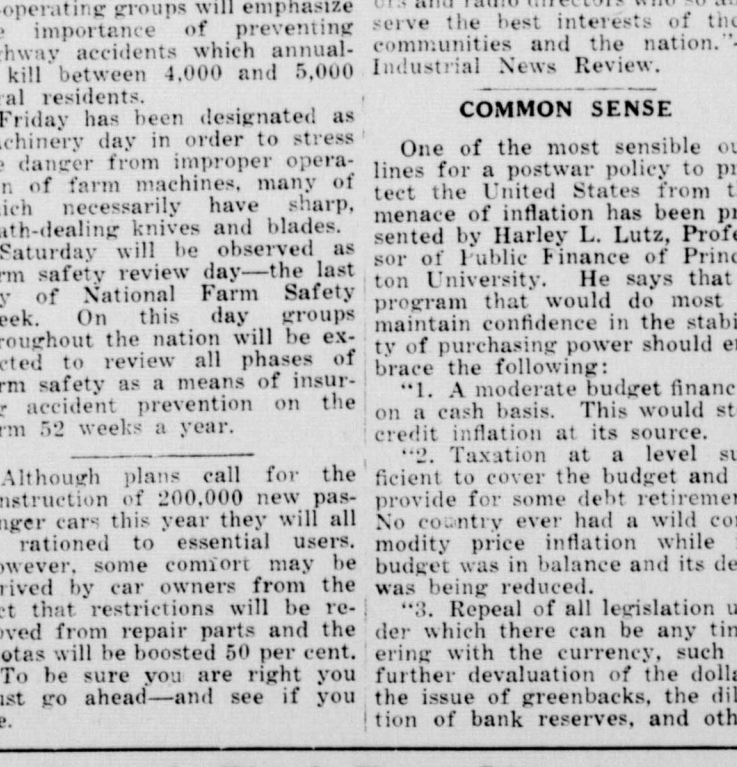 operating groups will emphasize
importance of preventing
ghway accidents which annual-
kill between 4,000 and 5,000
ral residents.
Friday has been designated as
chinery day in order to stress
e danger from improper opera-
n of farm machines, many of
ich necessarily have sharp,
ath-dealing knives and blades.
Saturday will be observed as
rm safety review day—the last
y of National Farm Safety
eek. On this day groups
roughout the nation will be ex-
cted to review all phases of
rm safety as a means of insur-
g accident prevention on the
rm 52 weeks a year.
Although plans call for the
nstruction of 200,000 new pas-
nger cars this year they will all
rationed to essential users.
owever, some comfort may be
rived by car owners from the
ct that restrictions will be re-
oved from repair parts and the
otas will be boosted 50 per cent.
To be sure you are right you
ust go ahead—and see if you
e.
serve the best interests of the
communities and the nation."-
Industrial News Review.
COMMON SENSE
One of the most sensible ou
lines for a postwar policy to pr
tect the United States from t
menace of inflation has been pr
sented by Harley L. Lutz, Profe
sor of Public Finance of Princ
ton University. He says that
program that would do most
maintain confidence in the stabi
ty of purchasing power should e
brace the following:
"1. A moderate budget financ
on a cash basis. This would st
credit inflation at its source.
"2. Taxation at a level su
ficient to cover the budget and
provide for some debt retiremen
No country ever had a wild co
modity price inflation while
budget was in balance and its de
was being reduced.
"3. Repeal of all legislation u
der which there can be any tin
ering with the currency, such
further devaluation of the dolla
the issue of greenbacks, the dil
tion of bank reserves, and oth